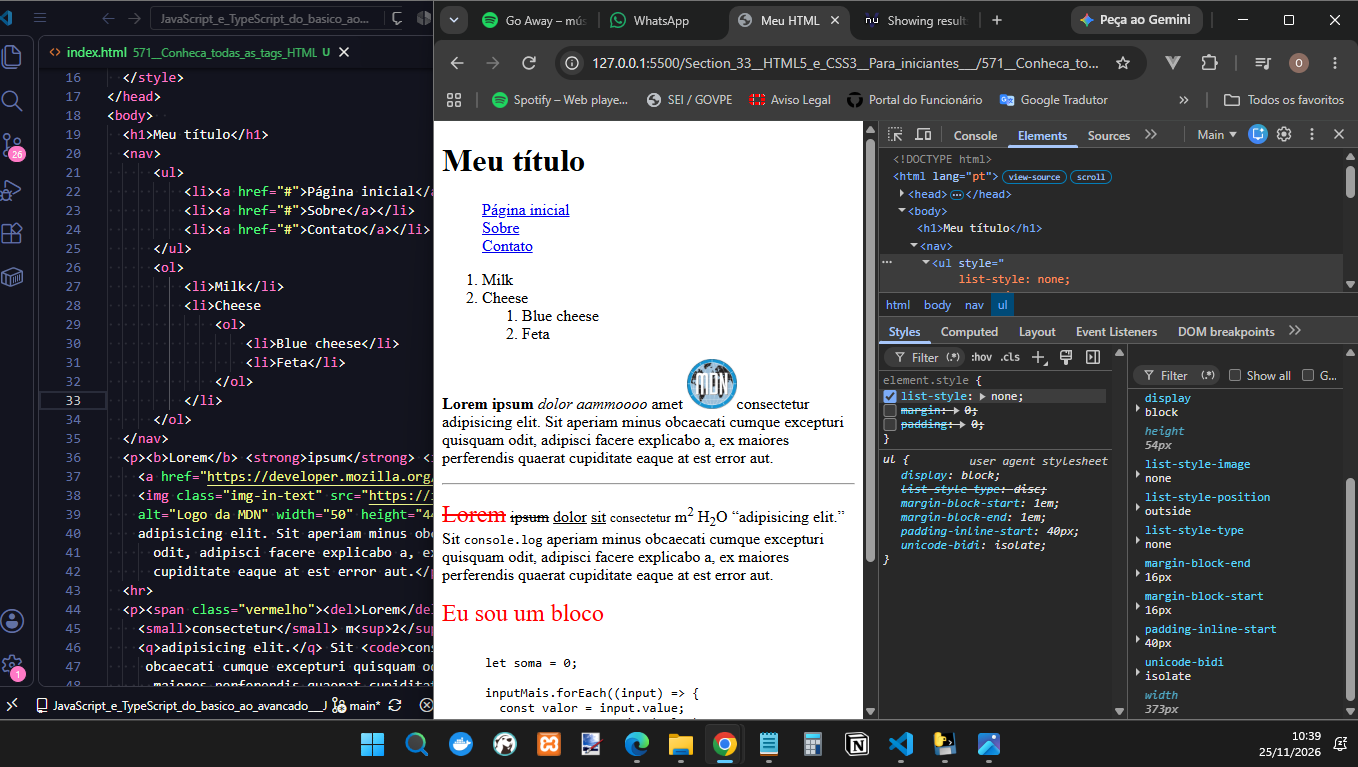 JavaScript_e_TypeScript_do_basico_ao...
index.html 571__Conheca_todas_as_tags_HTML U
16 </style>
17 </head>
18 <body>
19 <h1>Meu título</h1>
20 <nav>
21 <ul>
22 <li><a href="#">Página inicial</a
23 <li><a href="#">Sobre</a></li>
24 <li><a href="#">Contato</a></li>
25 </ul>
26 <ol>
27 <li>Milk</li>
28 <li>Cheese
29 <ol>
30 <li>Blue cheese</li>
31 <li>Feta</li>
32 </ol>
33 </li>
34 </ol>
35 </nav>
36 <p><b>Lorem</b> <strong>ipsum</strong> <i
37 <a href="https://developer.mozilla.org/
38 <img class="img-in-text" src="https://i
39 alt="Logo da MDN" width="50" height="44
40 adipisicing elit. Sit aperiam minus ob
41 odit, adipisci facere explicabo a, ex
42 cupiditate eaque at est error aut.</p
43 <hr>
44 <p><span class="vermelho"><del>Lorem</de
45 <small>consectetur</small> m<sup>2</sup
46 <q>adipisicing elit.</q> Sit <code>cons
47 obcaecati cumque excepturi quisquam od
48 maiores perferendis quaerat cupiditat
26
1
JavaScript_e_TypeScript_do_basico_ao_avancado___J main*
Go Away – mús
WhatsApp
Meu HTML
nu Showing result
Peça ao Gemini
127.0.0.1:5500/Section_33__HTML5_e_CSS3__Para_iniciantes___/571__Conheca_to...
O
Spotify – Web playe...
SEI / GOVPE
Aviso Legal
Portal do Funcionário
Google Tradutor
Todos os favoritos
Meu título
Página inicial
Sobre
Contato
1. Milk
2. Cheese
1. Blue cheese
2. Feta
MDN
Lorem ipsum dolor aammoooo amet consectetur
adipisicing elit. Sit aperiam minus obcaecati cumque excepturi
quisquam odit, adipisci facere explicabo a, ex maiores
perferendis quaerat cupiditate eaque at est error aut.
Lorem ipsum dolor sit consectetur m2 H2O “adipisicing elit.”
Sit console.log aperiam minus obcaecati cumque excepturi
quisquam odit, adipisci facere explicabo a, ex maiores
perferendis quaerat cupiditate eaque at est error aut.
Eu sou um bloco
let soma = 0;
inputMais.forEach((input) => {
const valor = input.value;
Console Elements Sources Main
<!DOCTYPE html>
<html lang="pt"> view-source scroll
<head> </head>
<body>
<h1>Meu título</h1>
<nav>
<ul style="
list-style: none;
html body nav ul
Styles Computed Layout Event Listeners DOM breakpoints
Filter (.*) :hov .cls
element.style {
list-style: none;
margin: 0;
padding: 0;
}
ul { user agent stylesheet
display: block;
list-style-type: disc;
margin-block-start: 1em;
margin-block-end: 1em;
padding-inline-start: 40px;
unicode-bidi: isolate;
}
Filter (.*) Show all G...
display
block
height
54px
list-style-image
none
list-style-position
outside
list-style-type
none
margin-block-end
16px
margin-block-start
16px
padding-inline-start
40px
unicode-bidi
isolate
width
373px
10:39
25/11/2026